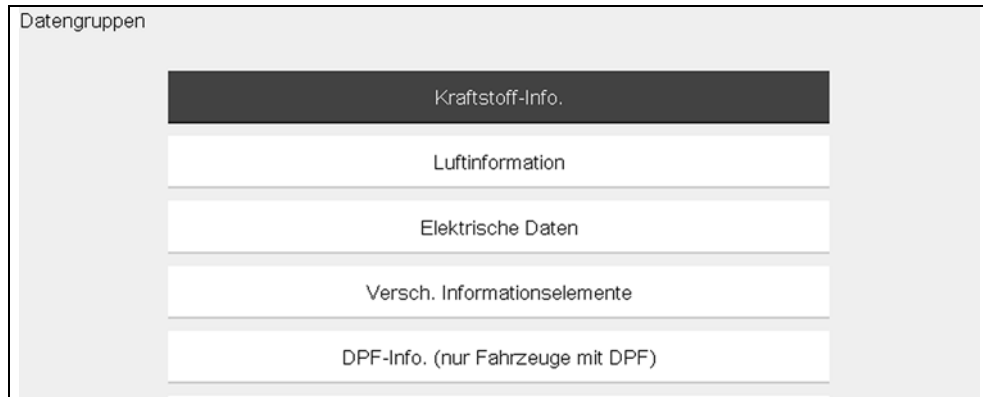 Datengruppen
Kraftstoff-Info.
Luftinformation
Elektrische Daten
Versch. Informationselemente
DPF-Info. (nur Fahrzeuge mit DPF)